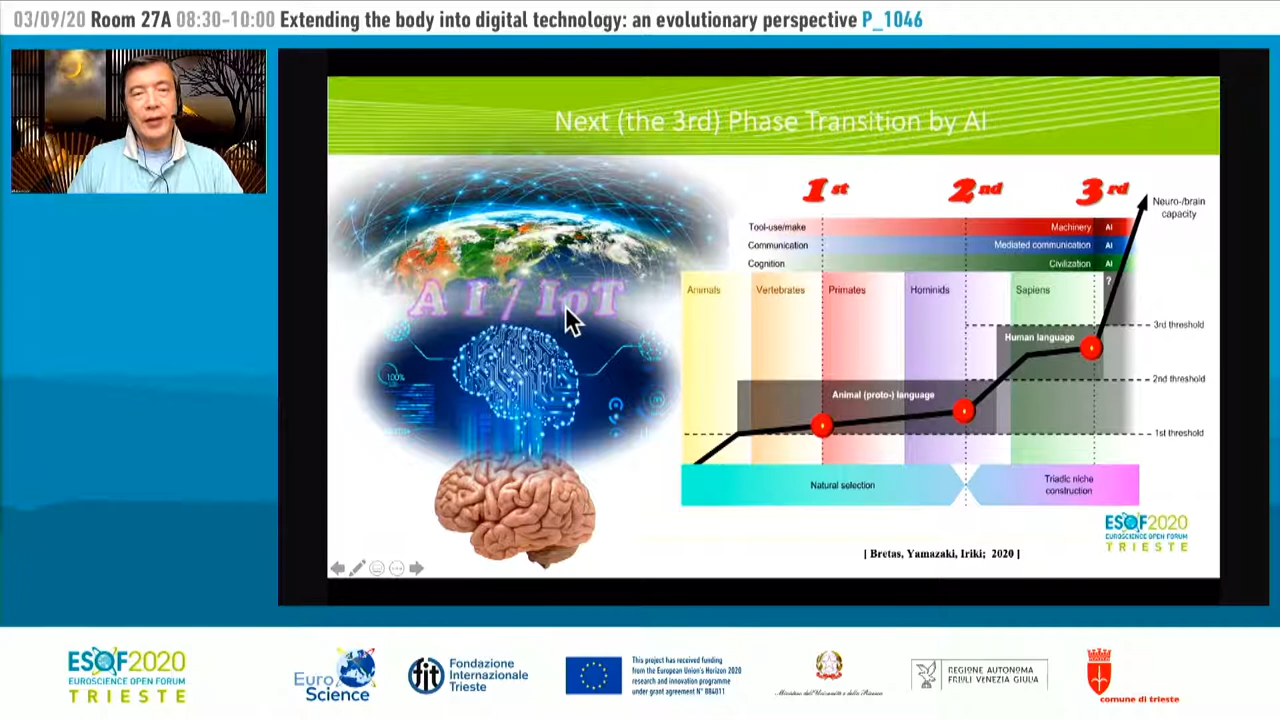 03/09/20 Room 27A 08:30-10:00 Extending the body into digital technology: an evolutionary perspective P_1046
Next (the 3rd) Phase Transition by AI
AI / IoT
100%
1st 2nd 3rd
Neuro-/brain
capacity
Tool-use/make Machinery AI
Communication Mediated communication AI
Cognition Civilization AI
Animals Vertebrates Primates Hominids Sapiens ?
3rd threshold
Human language
2nd threshold
Animal (proto-) language
1st threshold
Natural selection
Triadic niche
construction
ESOF2020
EUROSCIENCE OPEN FORUM
TRIESTE
[ Bretas, Yamazaki, Iriki; 2020 ]
ESOF2020
EUROSCIENCE OPEN FORUM
TRIESTE
Euro
Science
fit
Fondazione
Internazionale
Trieste
This project has received funding
from the European Union's Horizon 2020
research and innovation programme
under grant agreement N° 884011
Ministero dell'Università e della Ricerca
REGIONE AUTONOMA
FRIULI VENEZIA GIULIA
comune di trieste